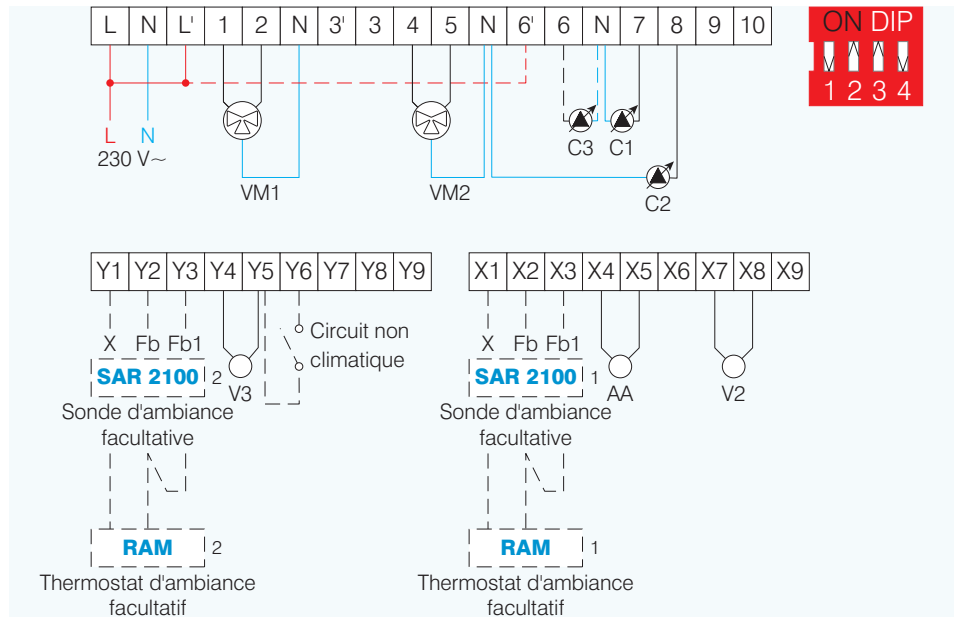 L N L' 1 2 N 3' 3 4 5 N 6' 6 N 7 8 9 10
ON DIP
1 2 3 4
L N
230 V~
VM1
VM2
C3 C1
C2
Y1 Y2 Y3 Y4 Y5 Y6 Y7 Y8 Y9
X Fb Fb1
Circuit non
climatique
SAR 2100 2
V3
Sonde d'ambiance
facultative
RAM 2
Thermostat d'ambiance
facultatif
X1 X2 X3 X4 X5 X6 X7 X8 X9
X Fb Fb1
SAR 2100 1
AA
V2
Sonde d'ambiance
facultative
RAM 1
Thermostat d'ambiance
facultatif